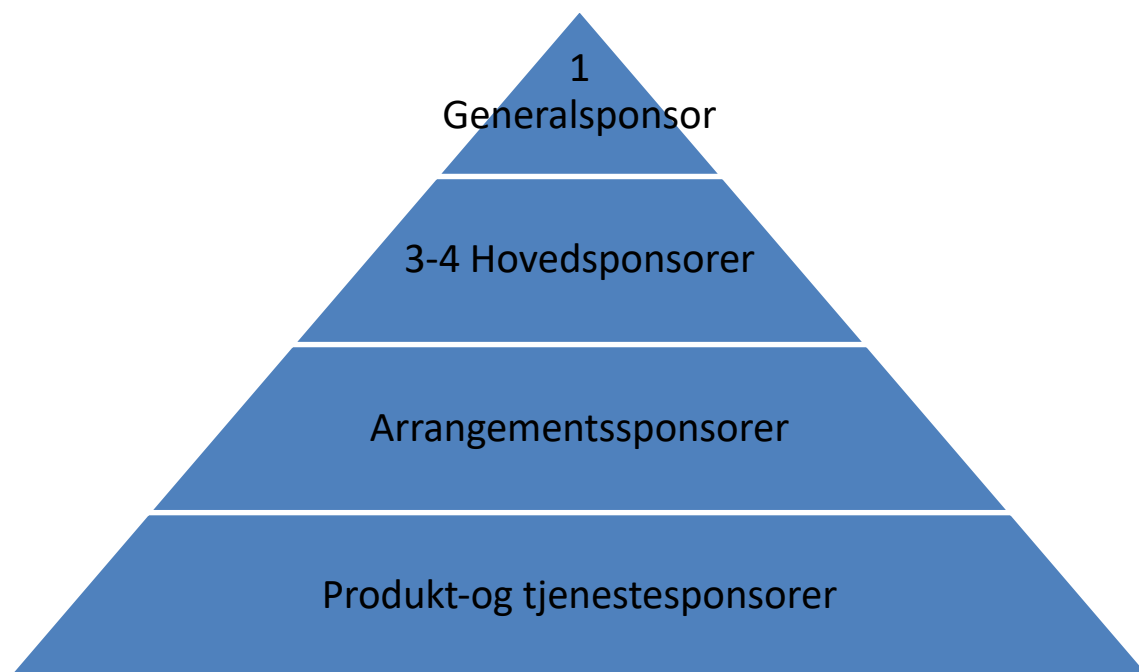 1
Generalsponsor
3-4 Hovedsponsorer
Arrangementssponsorer
Produkt-og tjenestesponsorer